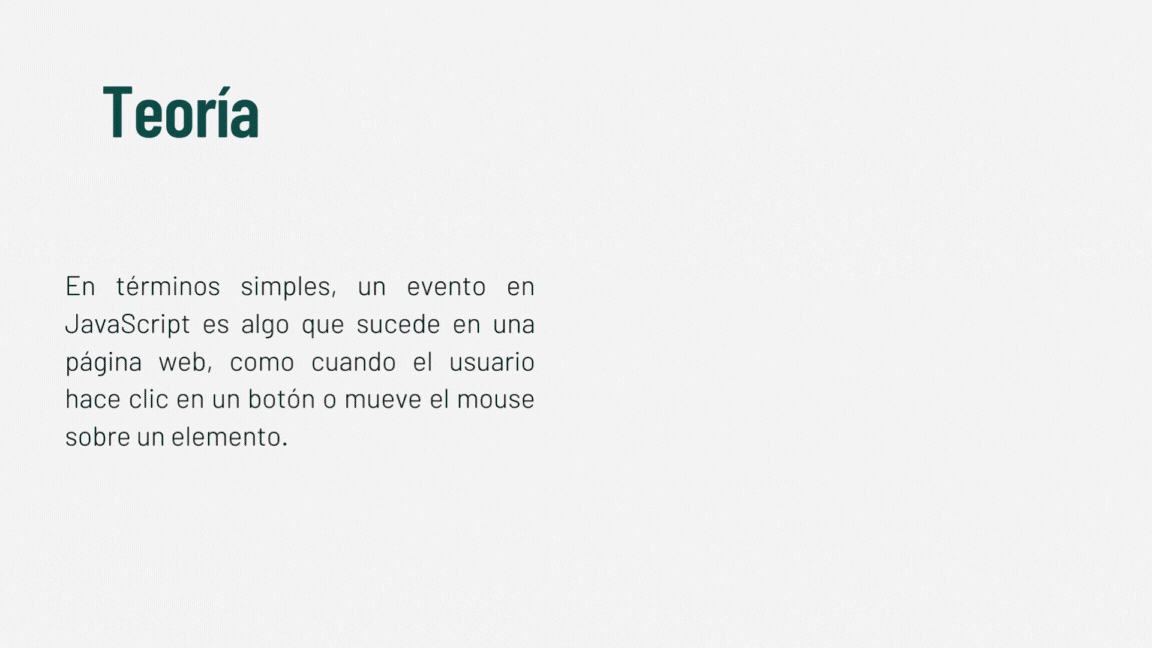 Teoría
En términos simples, un evento en
JavaScript es algo que sucede en una
página web, como cuando el usuario
hace clic en un botón o mueve el mouse
sobre un elemento.